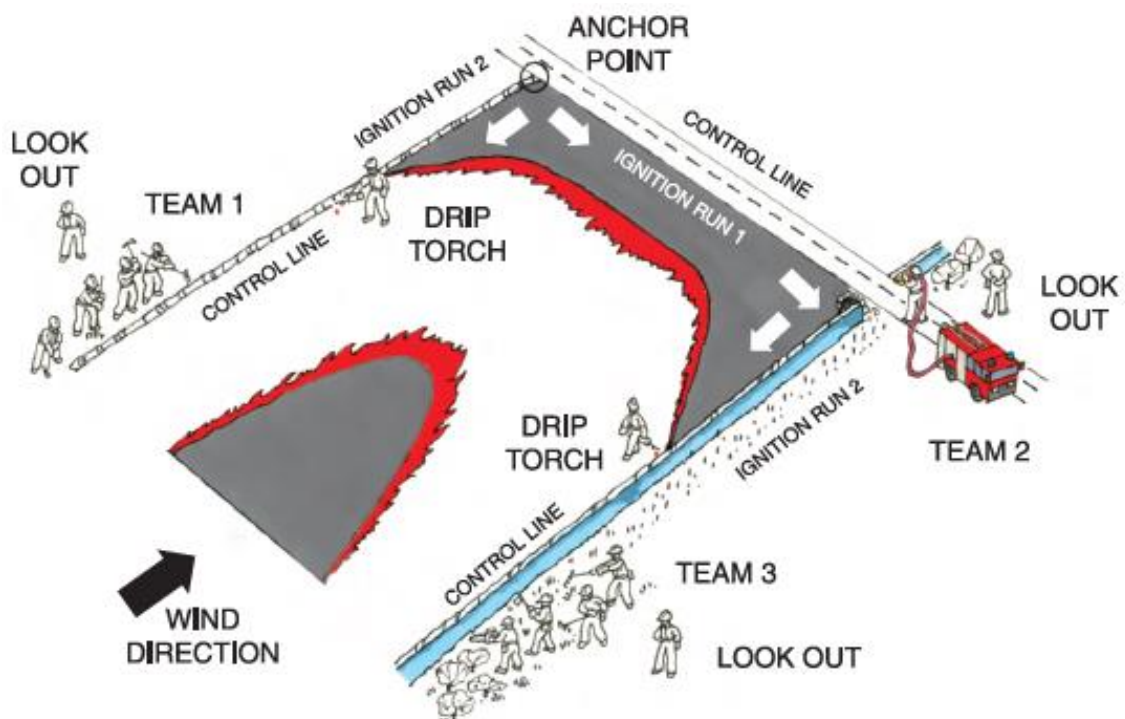 ANCHOR
POINT
IGNITION RUN 2
CONTROL LINE
LOOK
OUT
TEAM 1
IGNITION RUN 1
DRIP
TORCH
CONTROL LINE
LOOK
OUT
DRIP
TORCH
IGNITION RUN 2
TEAM 2
CONTROL LINE
TEAM 3
WIND
DIRECTION
LOOK OUT